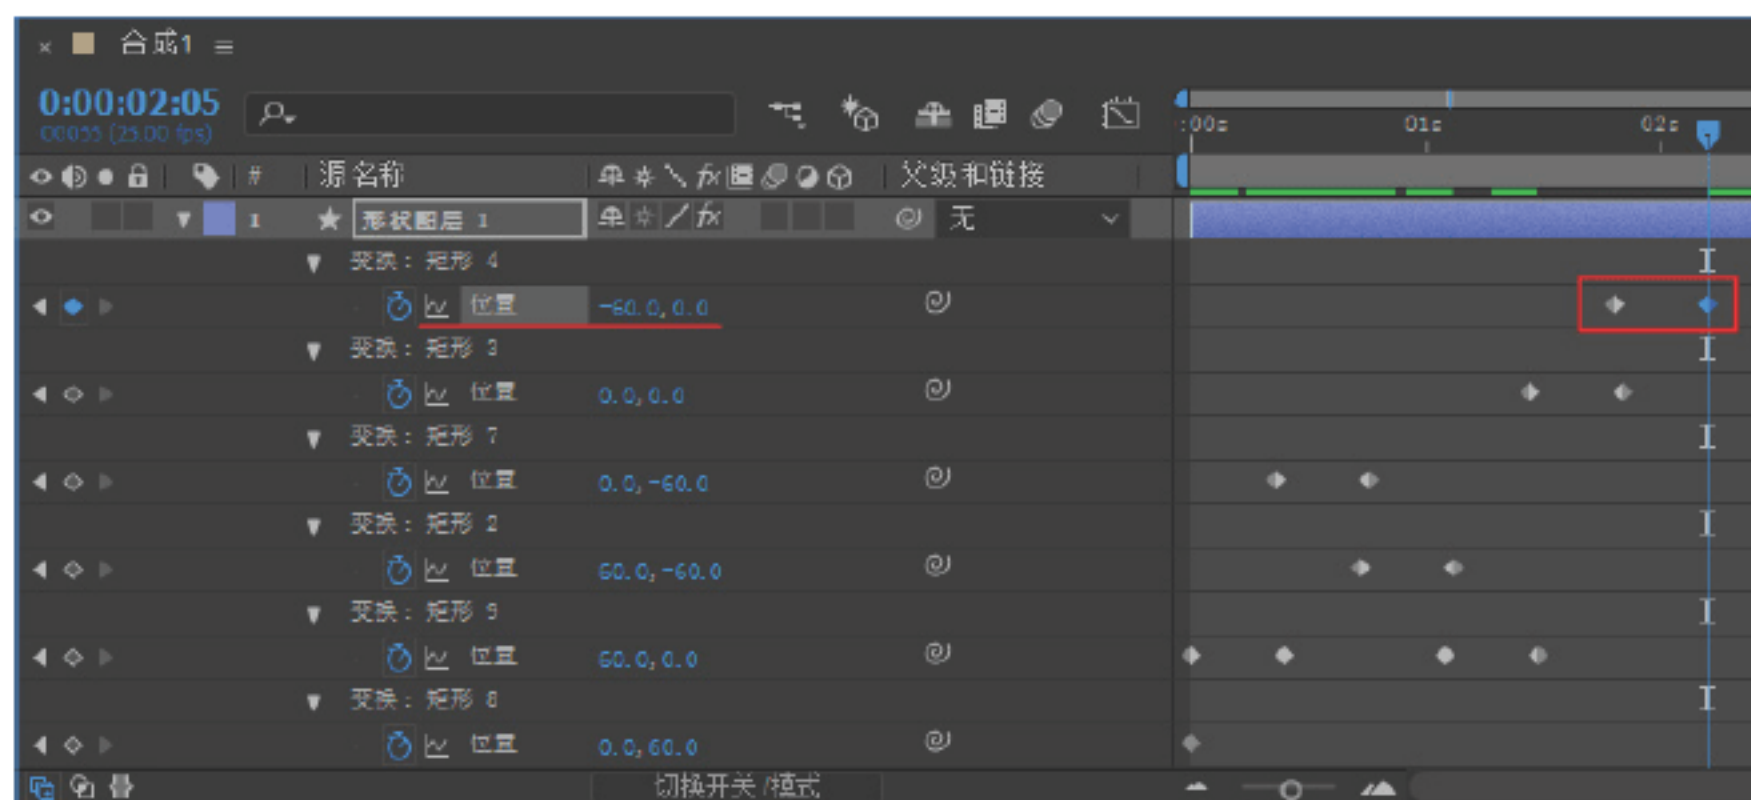 合成1
0:00:02:05
00055 (25.00 fps)
:00s 01s 02s
# 源名称 fx 父级和链接
1 形状图层 1 fx 无
变换: 矩形 4
位置 -60.0,0.0
变换: 矩形 3
位置 0.0,0.0
变换: 矩形 7
位置 0.0,-60.0
变换: 矩形 2
位置 60.0,-60.0
变换: 矩形 9
位置 60.0,0.0
变换: 矩形 8
位置 0.0,60.0
切换开关/模式